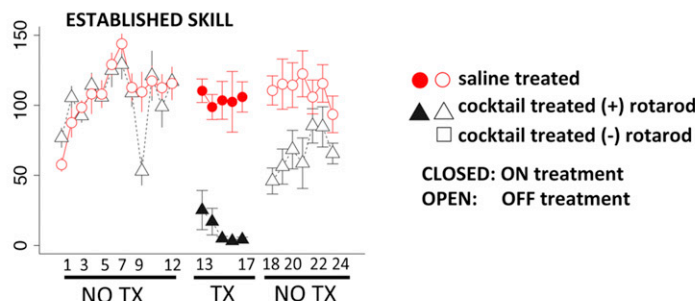 ESTABLISHED SKILL
150
100
50
0
1 3 5 7 9 12 13 17 18 20 22 24
NO TX TX NO TX
saline treated
cocktail treated (+) rotarod
cocktail treated (-) rotarod
CLOSED: ON treatment
OPEN: OFF treatment